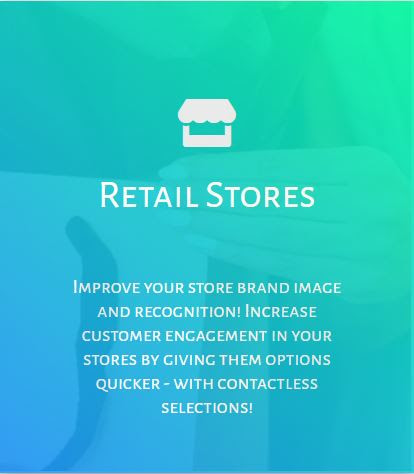 Retail Stores
Improve your store brand image
and recognition! Increase
customer engagement in your
stores by giving them options
quicker - with contactless
selections!